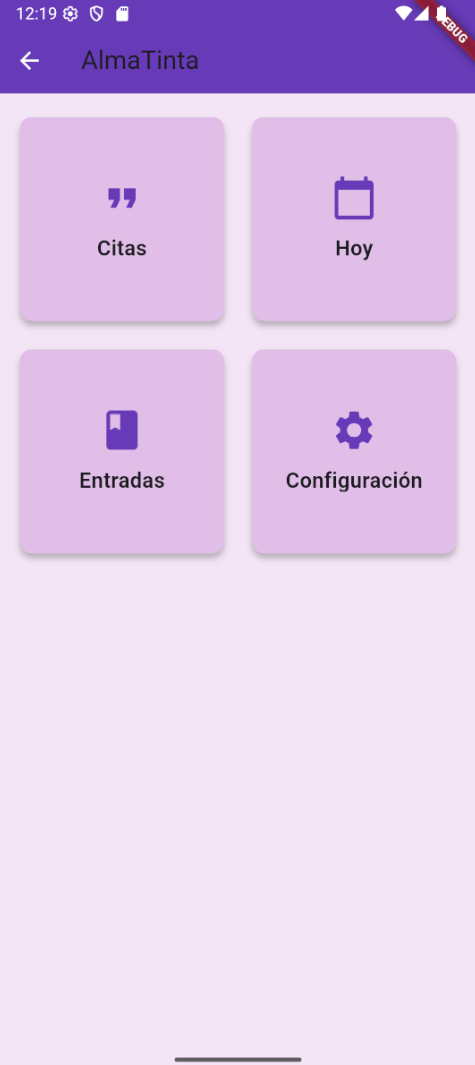 12:19
DEBUG
AlmaTinta
Citas
Hoy
Entradas
Configuración